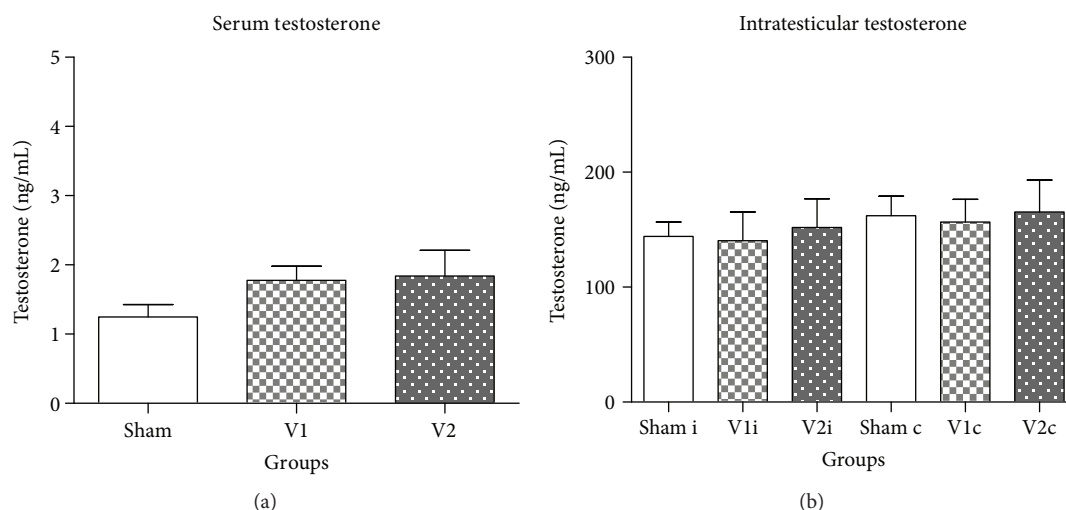 Serum testosterone
5
4
3
2
1
0
Testosterone (ng/mL)
Sham V1 V2
Groups
(a)
Intratesticular testosterone
300
200
100
0
Testosterone (ng/mL)
Sham i V1i V2i Sham c V1c V2c
Groups
(b)